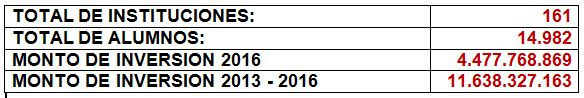 TOTAL DE INSTITUCIONES: 161
TOTAL DE ALUMNOS: 14.982
MONTO DE INVERSION 2016 4.477.768.869
MONTO DE INVERSION 2013 - 2016 11.638.327.163